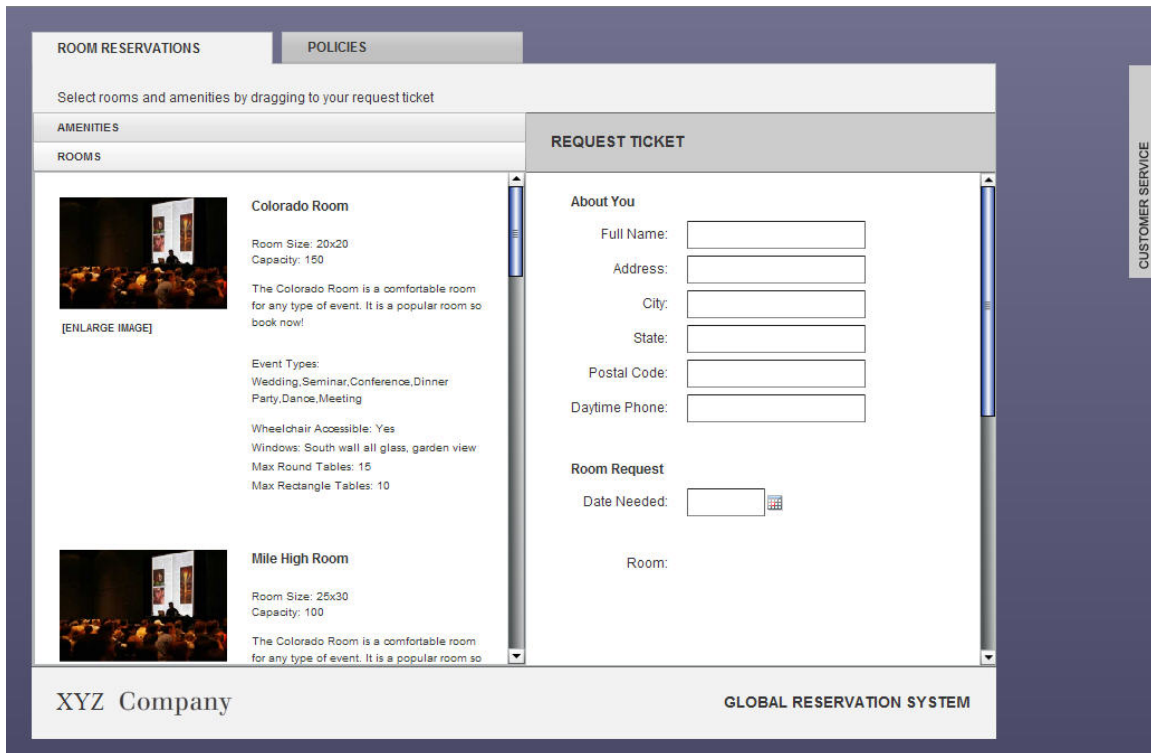 ROOM RESERVATIONS
POLICIES
Select rooms and amenities by dragging to your request ticket
AMENITIES
ROOMS
Colorado Room
Room Size: 20x20
Capacity: 150
The Colorado Room is a comfortable room
for any type of event. It is a popular room so
book now!
[ENLARGE IMAGE]
Event Types:
Wedding,Seminar,Conference,Dinner
Party,Dance,Meeting
Wheelchair Accessible: Yes
Windows: South wall all glass, garden view
Max Round Tables: 15
Max Rectangle Tables: 10
Mile High Room
Room Size: 25x30
Capacity: 100
The Colorado Room is a comfortable room
for any type of event. It is a popular room so
REQUEST TICKET
About You
Full Name:
Address:
City:
State:
Postal Code:
Daytime Phone:
Room Request
Date Needed:
Room:
CUSTOMER SERVICE
XYZ Company
GLOBAL RESERVATION SYSTEM